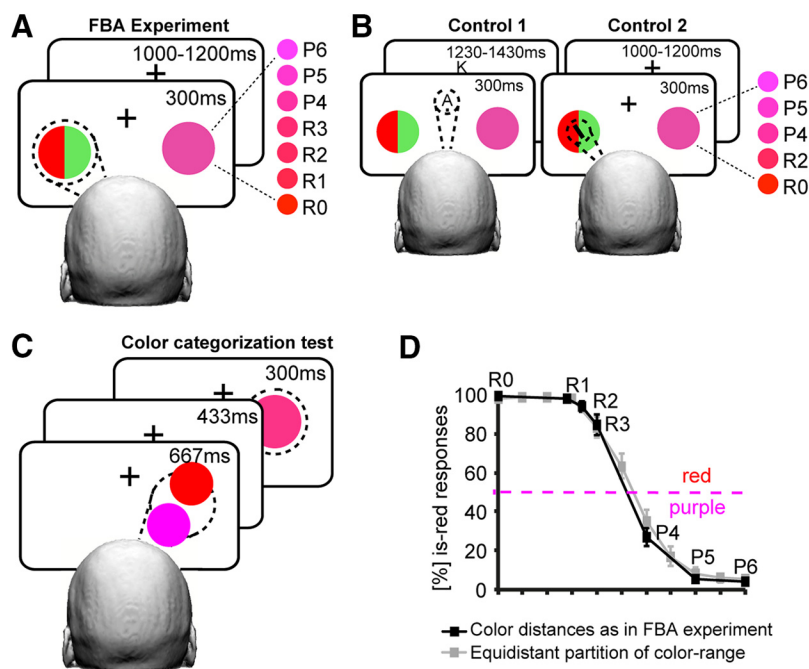 A
FBA Experiment
1000-1200ms
300ms
P6
P5
P4
R3
R2
R1
R0
B
Control 1
Control 2
1230-1430ms
K
300ms
A
1000-1200ms
300ms
P6
P5
P4
R2
R0
C
Color categorization test
300ms
433ms
667ms
D
[%] is-red responses
100
80
60
40
20
0
R0
R1
R2
R3
red
purple
P4
P5
P6
Color distances as in FBA experiment
Equidistant partition of color-range